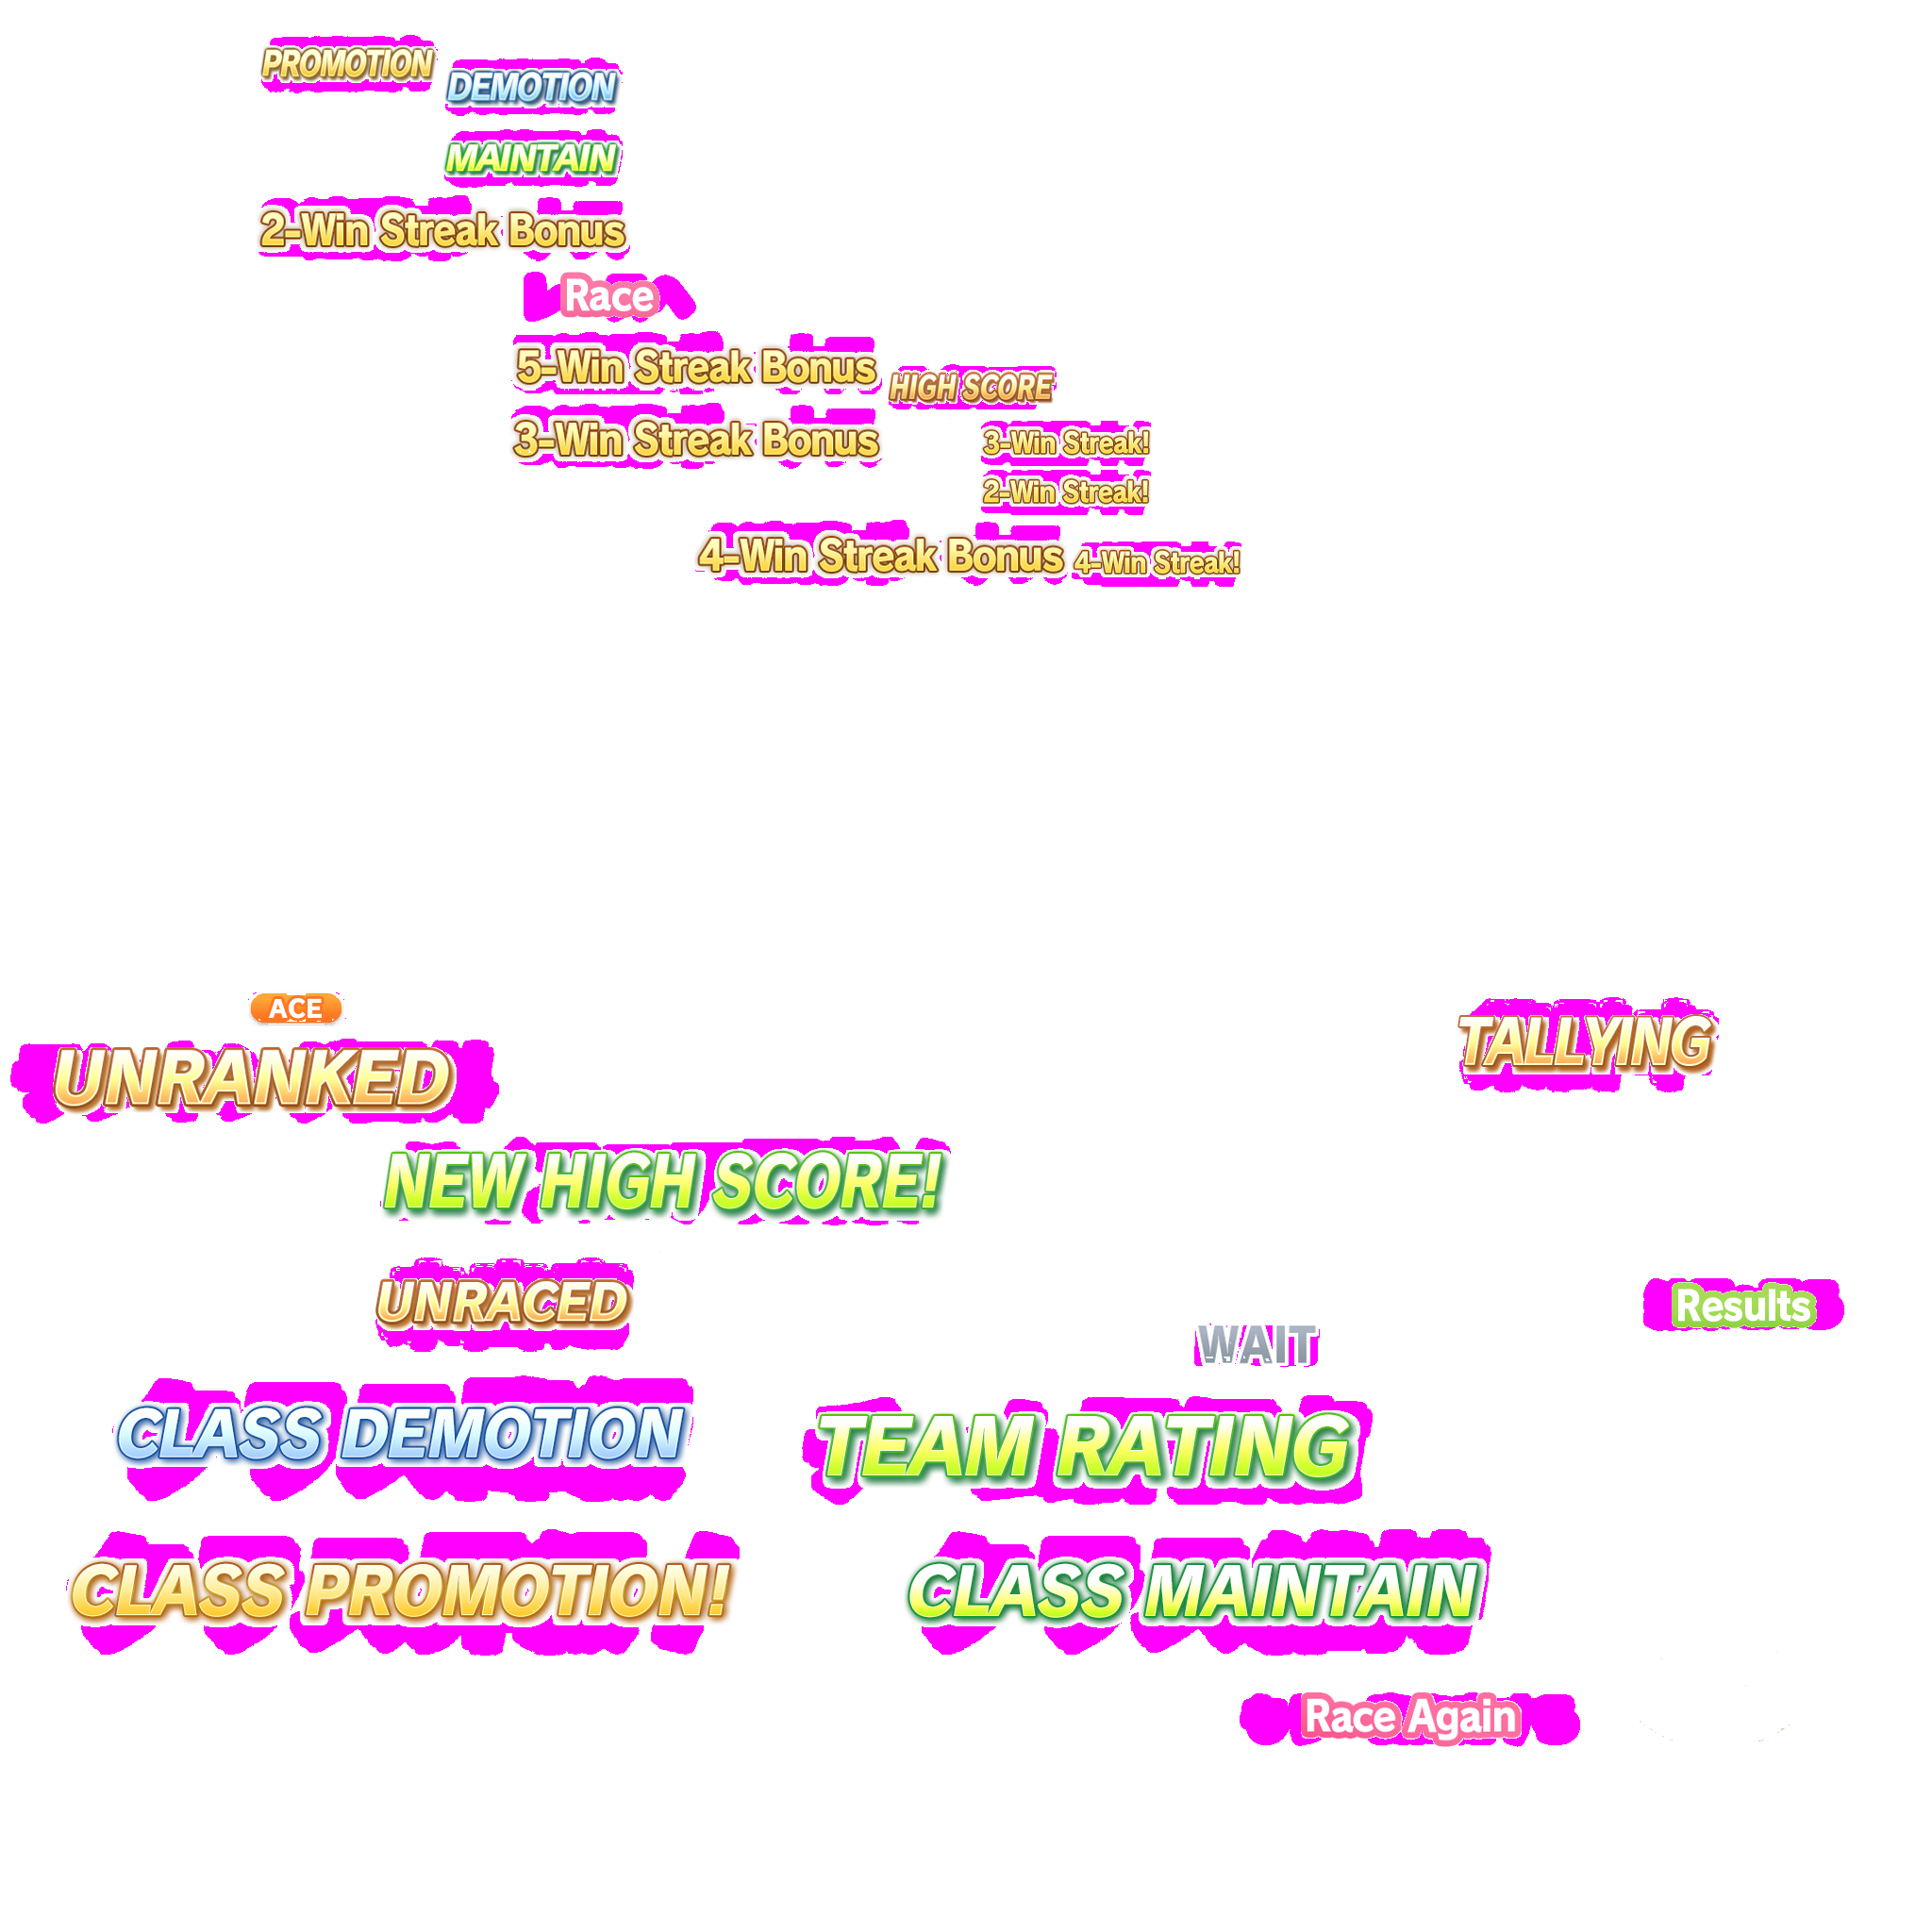 PROMOTION
DEMOTION
MAINTAIN
2-Win Streak Bonus
Race
5-Win Streak Bonus
HIGH SCORE
3-Win Streak Bonus
3-Win Streak!
2-Win Streak!
4-Win Streak Bonus
4-Win Streak!
ACE
UNRANKED
TALLYING
NEW HIGH SCORE!
UNRACED
Results
WAIT
CLASS DEMOTION
TEAM RATING
CLASS PROMOTION!
CLASS MAINTAIN
Race Again